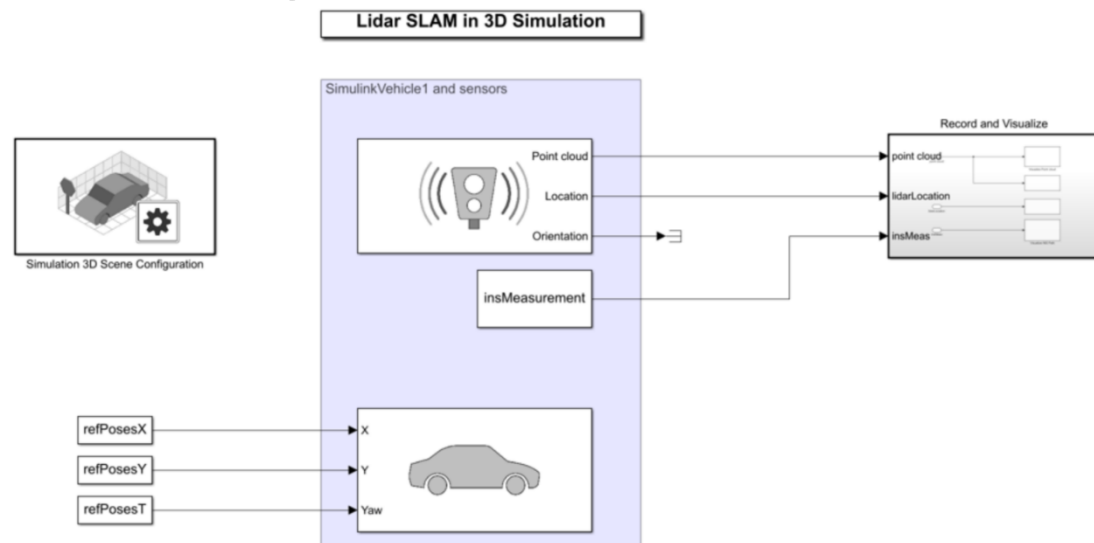 Lidar SLAM in 3D Simulation
SimulinkVehicle1 and sensors
Simulation 3D Scene Configuration
Point cloud
Location
Orientation
insMeasurement
Record and Visualize
point cloud
lidarLocation
insMeas
refPosesX
refPosesY
refPosesT
X
Y
Yaw